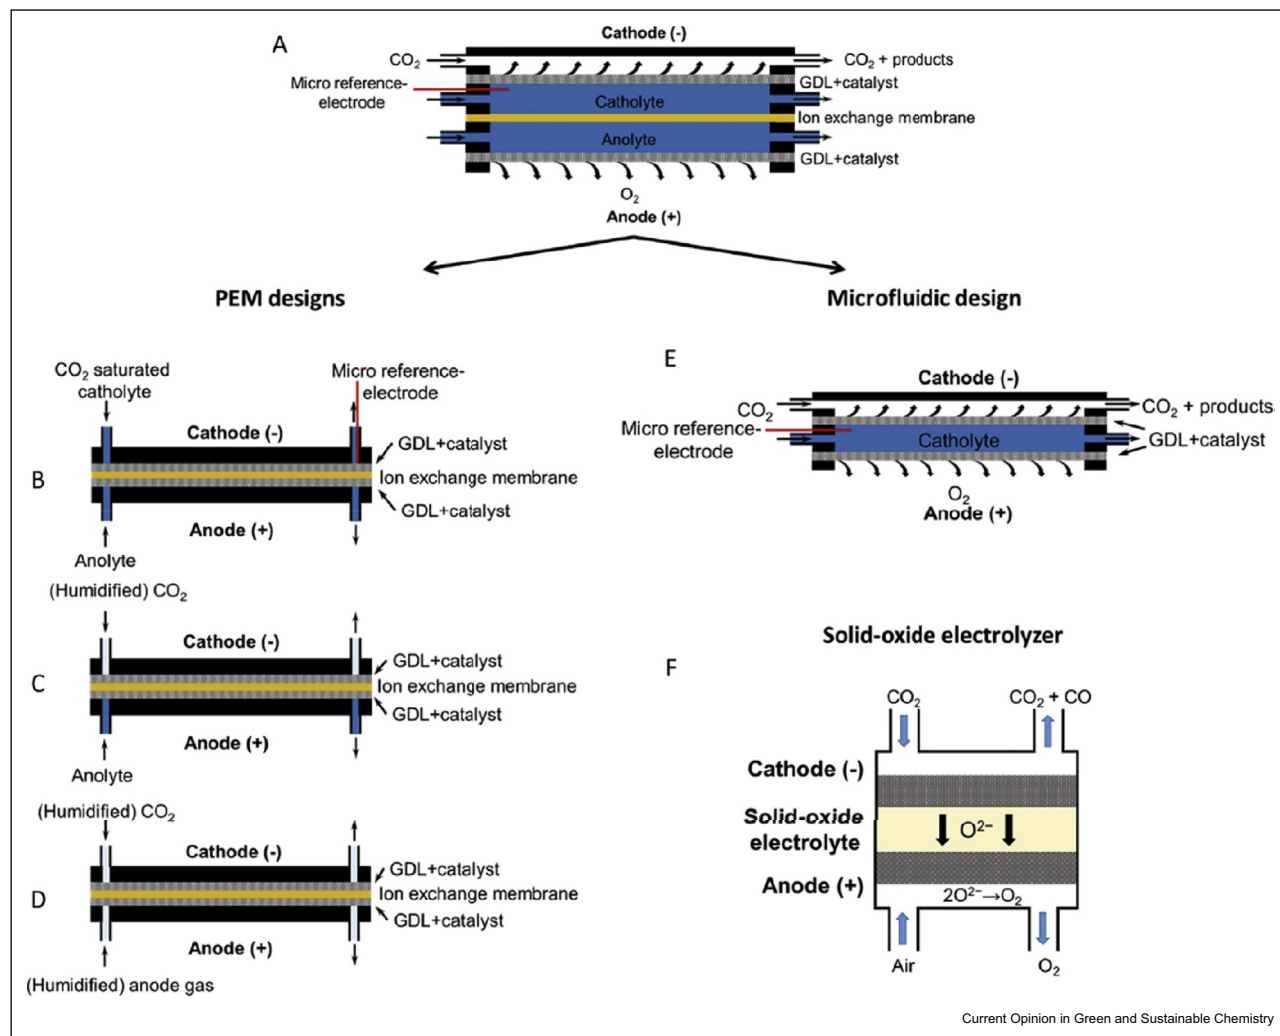 A
Cathode (-)
CO₂
CO₂ + products
Micro reference-
electrode
GDL+catalyst
Catholyte
Ion exchange membrane
Anolyte
GDL+catalyst
O₂
Anode (+)
PEM designs
Microfluidic design
B
CO₂ saturated
catholyte
Micro reference-
electrode
Cathode (-)
GDL+catalyst
Ion exchange membrane
GDL+catalyst
Anode (+)
Anolyte
C
(Humidified) CO₂
Cathode (-)
GDL+catalyst
Ion exchange membrane
GDL+catalyst
Anode (+)
Anolyte
D
(Humidified) CO₂
Cathode (-)
GDL+catalyst
Ion exchange membrane
GDL+catalyst
Anode (+)
(Humidified) anode gas
E
Cathode (-)
CO₂
CO₂ + products
Micro reference-
electrode
Catholyte
GDL+catalyst
O₂
Anode (+)
Solid-oxide electrolyzer
F
CO₂
CO₂ + CO
Cathode (-)
Solid-oxide
electrolyte
O²⁻
Anode (+)
2O²⁻→O₂
Air
O₂
Current Opinion in Green and Sustainable Chemistry